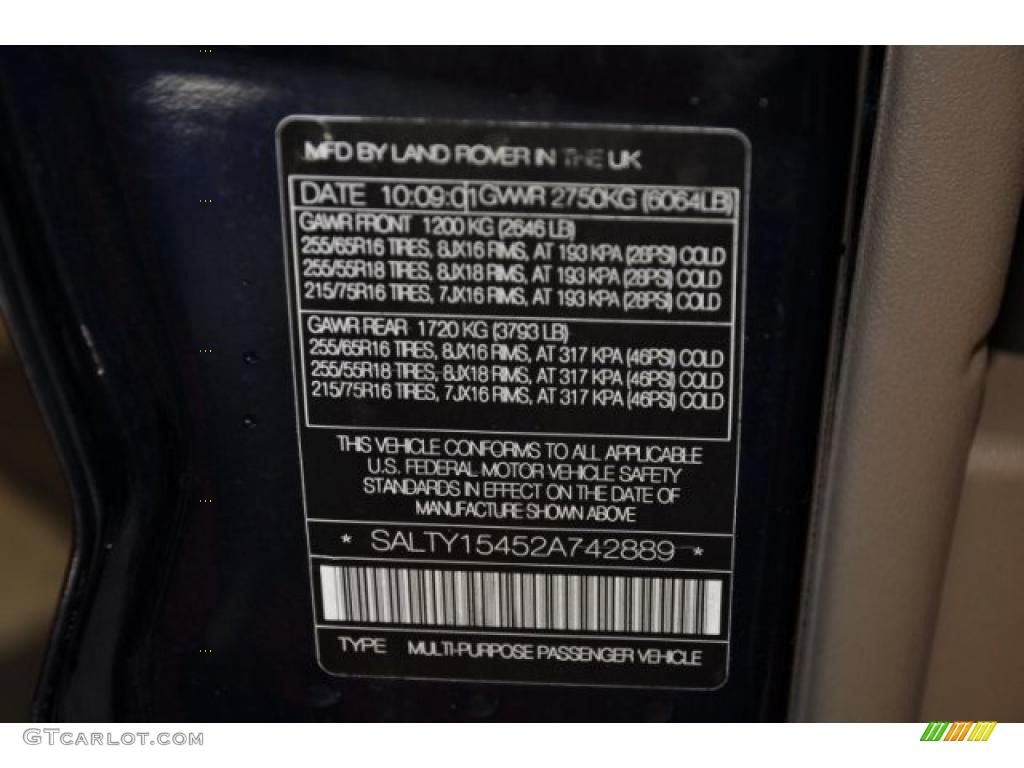 MFD BY LAND ROVER IN THE UK
DATE 10:09:01 GVWR 2750KG (6064LB)
GAWR FRONT 1200 KG (2646 LB)
255/65R16 TIRES, 8JX16 RIMS, AT 193 KPA (28PSI) COLD
255/55R18 TIRES, 8JX18 RIMS, AT 193 KPA (28PSI) COLD
215/75R16 TIRES, 7JX16 RIMS, AT 193 KPA (28PSI) COLD
GAWR REAR 1720 KG (3793 LB)
255/65R16 TIRES, 8JX16 RIMS, AT 317 KPA (46PSI) COLD
255/55R18 TIRES, 8JX18 RIMS, AT 317 KPA (46PSI) COLD
215/75R16 TIRES, 7JX16 RIMS, AT 317 KPA (46PSI) COLD
THIS VEHICLE CONFORMS TO ALL APPLICABLE
U.S. FEDERAL MOTOR VEHICLE SAFETY
STANDARDS IN EFFECT ON THE DATE OF
MANUFACTURE SHOWN ABOVE
* SALTY15452A742889 *
TYPE MULTI-PURPOSE PASSENGER VEHICLE
GTCARLOT.COM